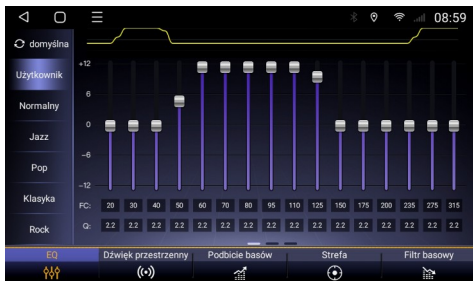 08:59
domyślna
Użytkownik
Normalny
Jazz
Pop
Klasyka
Rock
+12
6
0
−6
−12
FC: 20 30 40 50 60 70 80 95 110 125 150 175 200 235 275 315
Q: 2.2 2.2 2.2 2.2 2.2 2.2 2.2 2.2 2.2 2.2 2.2 2.2 2.2 2.2 2.2 2.2
EQ Dźwięk przestrzenny Podbicie basów Strefa Filtr basowy